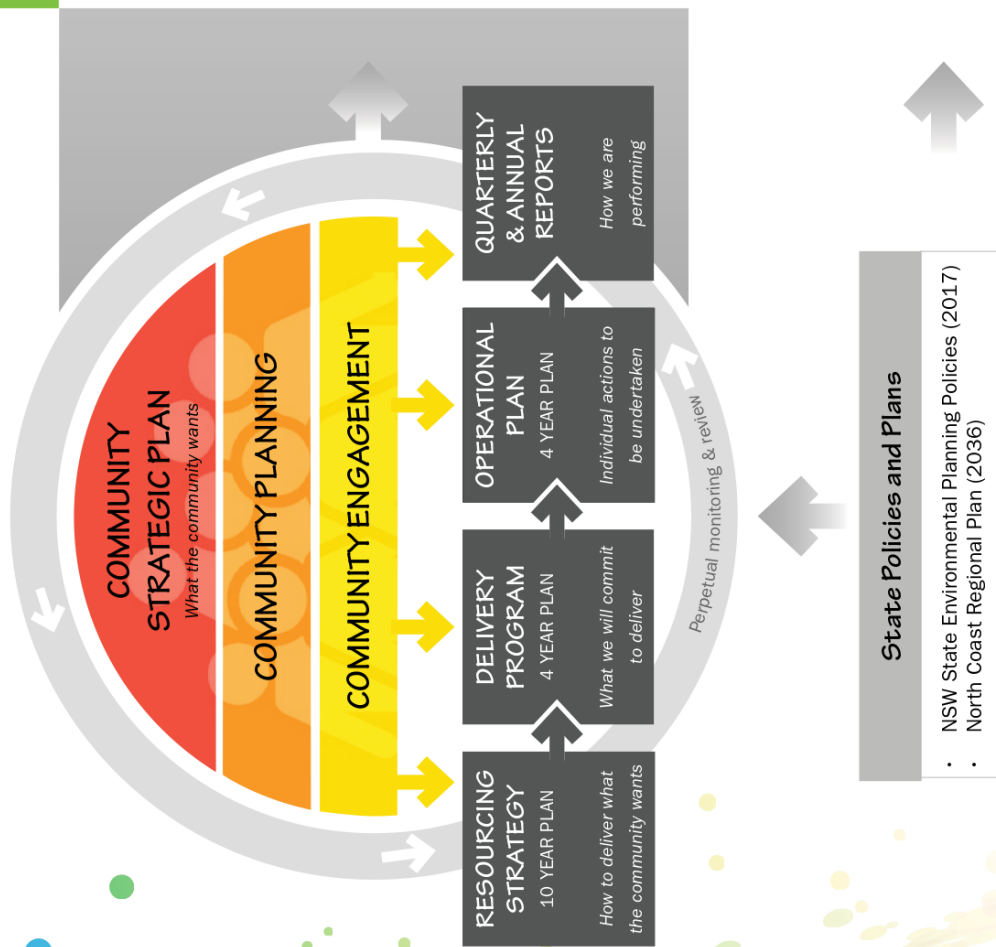 COMMUNITY
STRATEGIC PLAN
What the community wants
COMMUNITY PLANNING
COMMUNITY ENGAGEMENT
RESOURCING
STRATEGY
10 YEAR PLAN
How to deliver what
the community wants
DELIVERY
PROGRAM
4 YEAR PLAN
What we will commit
to deliver
OPERATIONAL
PLAN
4 YEAR PLAN
Individual actions to
be undertaken
QUARTERLY
& ANNUAL
REPORTS
How we are
performing
Perpetual monitoring & review
State Policies and Plans
· NSW State Environmental Planning Policies (2017)
· North Coast Regional Plan (2036)